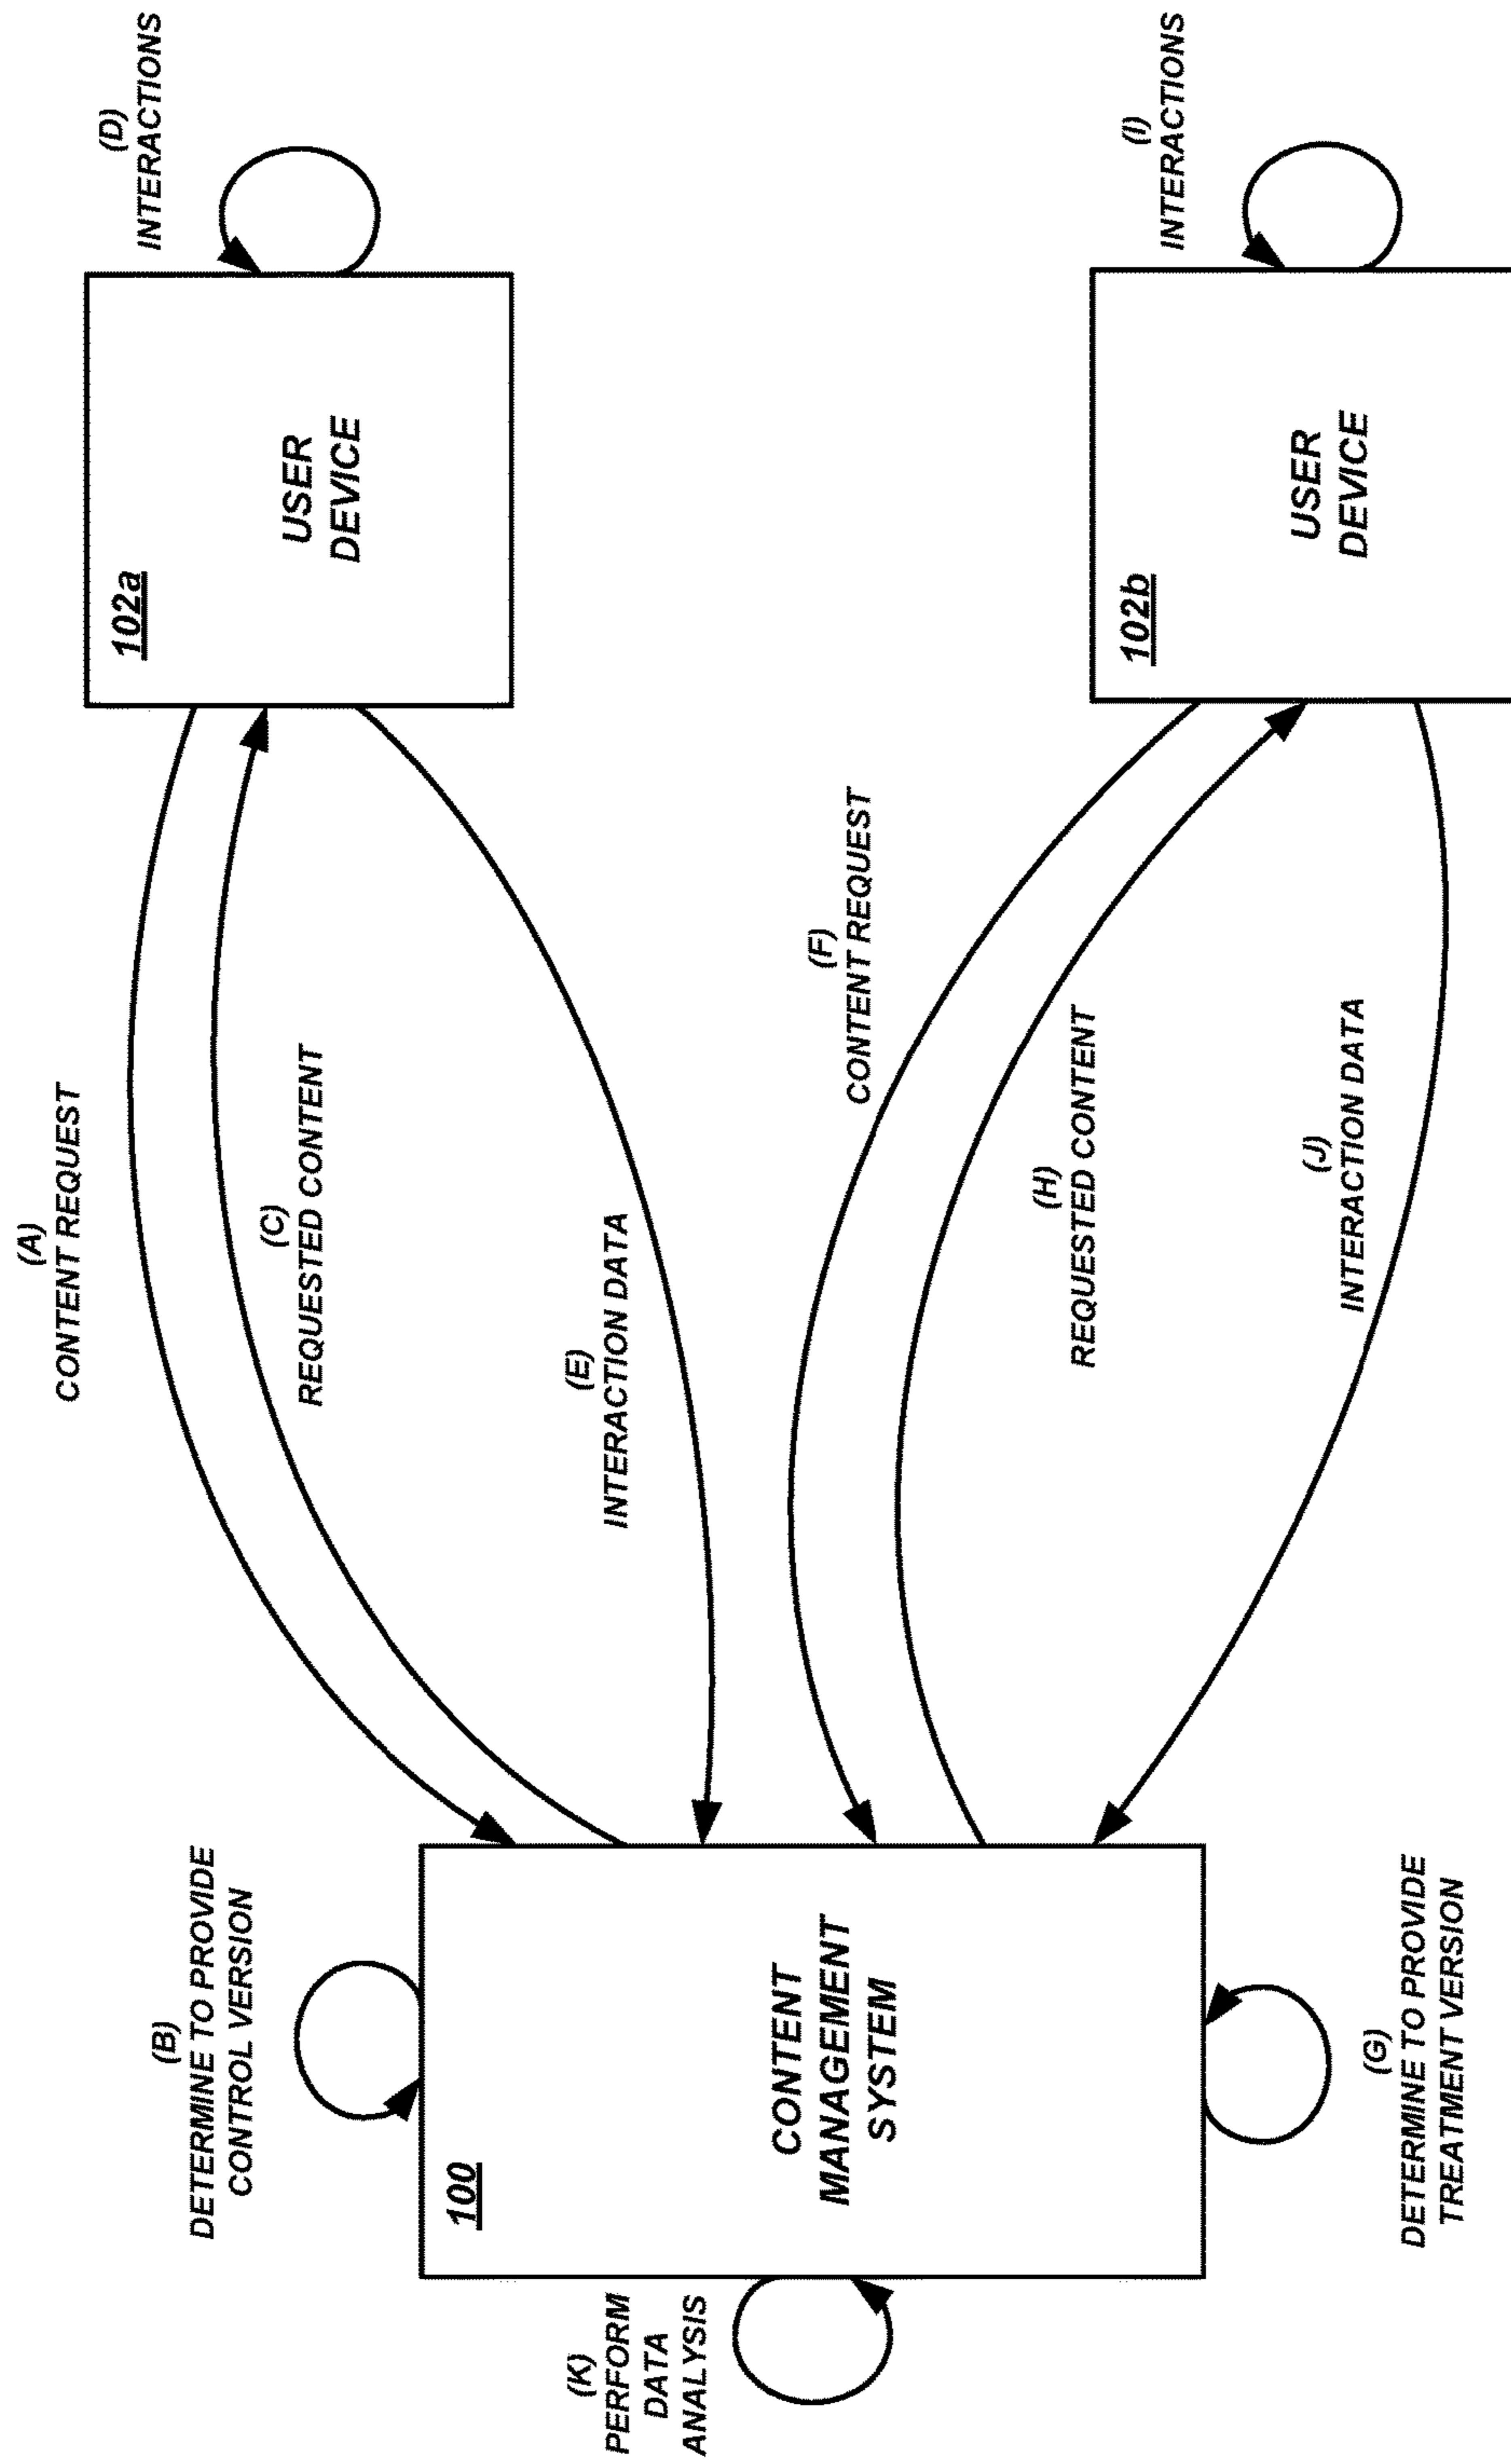 (A)
CONTENT REQUEST
(B)
DETERMINE TO PROVIDE
CONTROL VERSION
(C)
REQUESTED CONTENT
(D)
INTERACTIONS
102a
USER
DEVICE
(E)
INTERACTION DATA
(K)
PERFORM
DATA
ANALYSIS
100
CONTENT
MANAGEMENT
SYSTEM
(F)
CONTENT REQUEST
(H)
REQUESTED CONTENT
(I)
INTERACTIONS
102b
USER
DEVICE
(J)
INTERACTION DATA
(G)
DETERMINE TO PROVIDE
TREATMENT VERSION